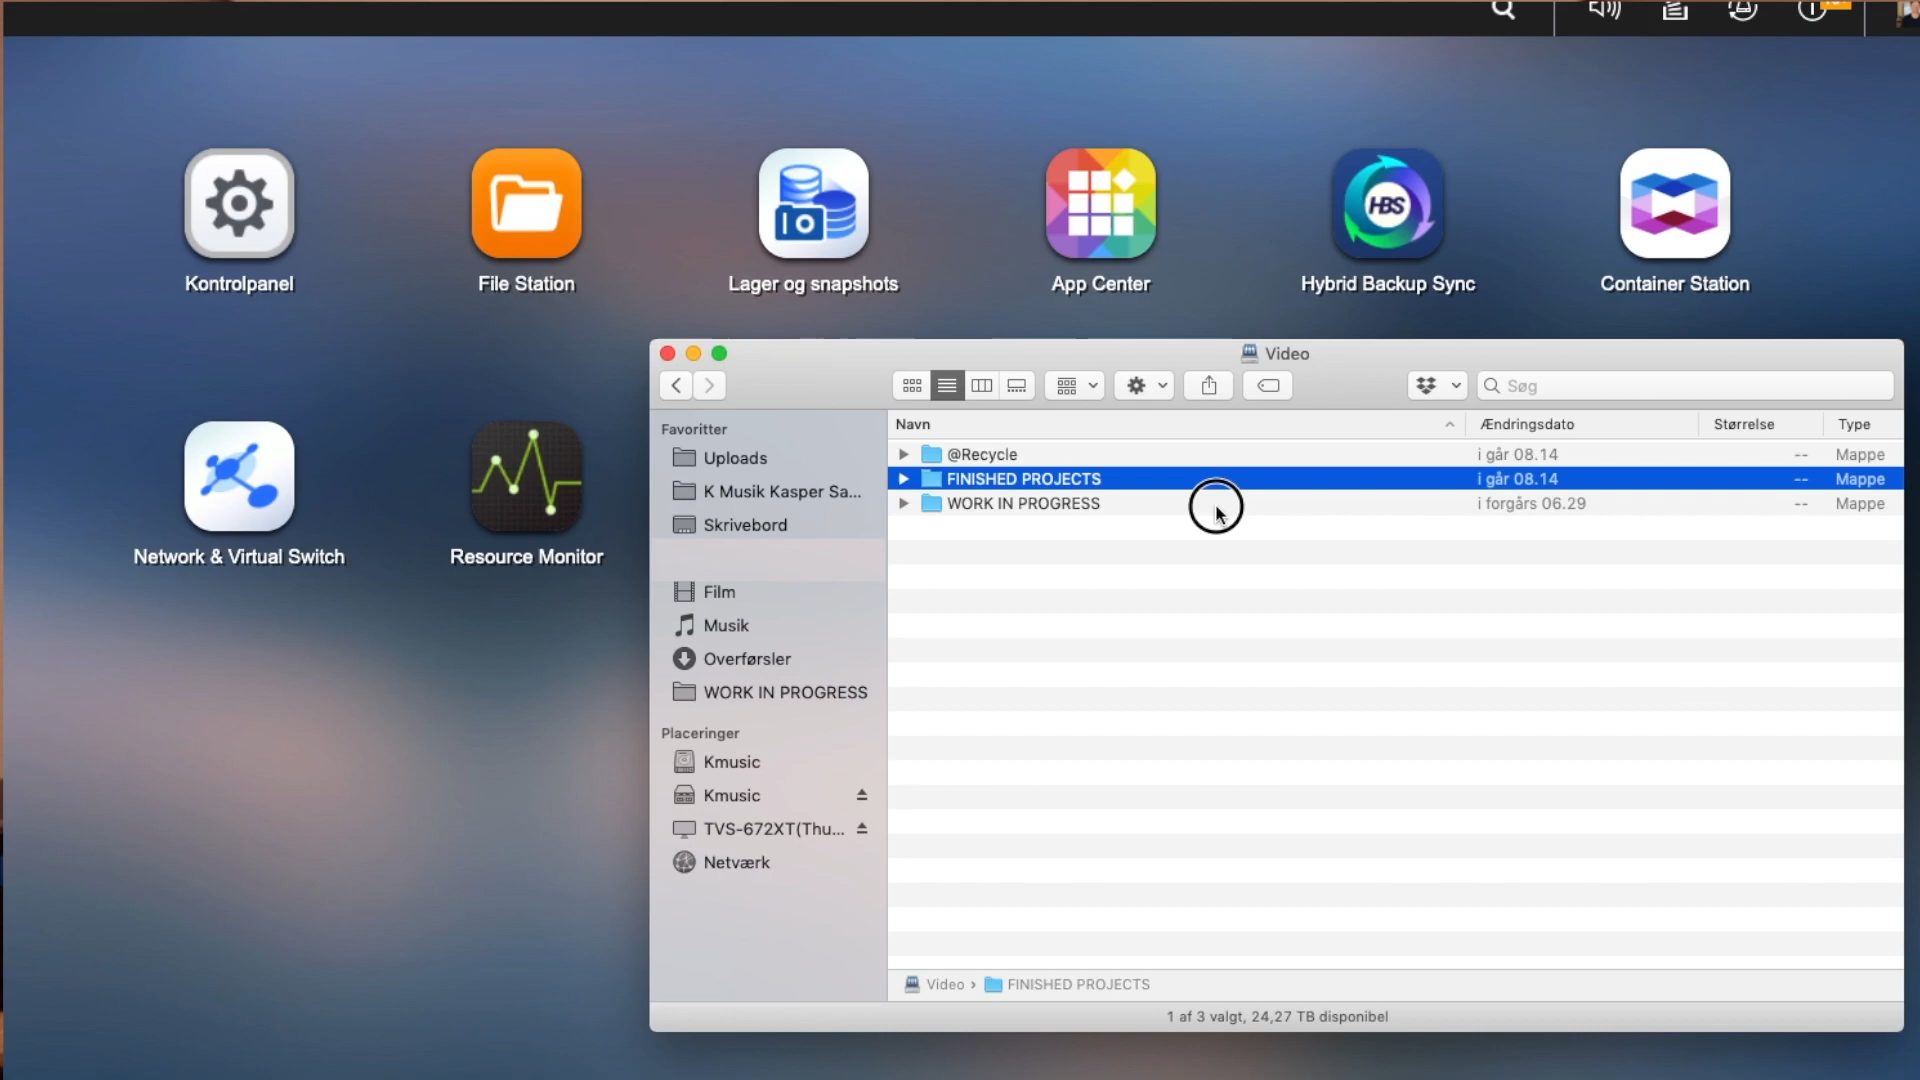 Kontrolpanel
File Station
Lager og snapshots
App Center
HBS
Hybrid Backup Sync
Container Station
Network & Virtual Switch
Resource Monitor
Video
Søg
Favoritter
Uploads
K Musik Kasper Sa...
Skrivebord
Film
Musik
Overførsler
WORK IN PROGRESS
Placeringer
Kmusic
Kmusic
TVS-672XT(Thu...
Netværk
Navn Ændringsdato Størrelse Type
@Recycle i går 08.14 -- Mappe
FINISHED PROJECTS i går 08.14 -- Mappe
WORK IN PROGRESS i forgårs 06.29 -- Mappe
Video › FINISHED PROJECTS
1 af 3 valgt, 24,27 TB disponibel